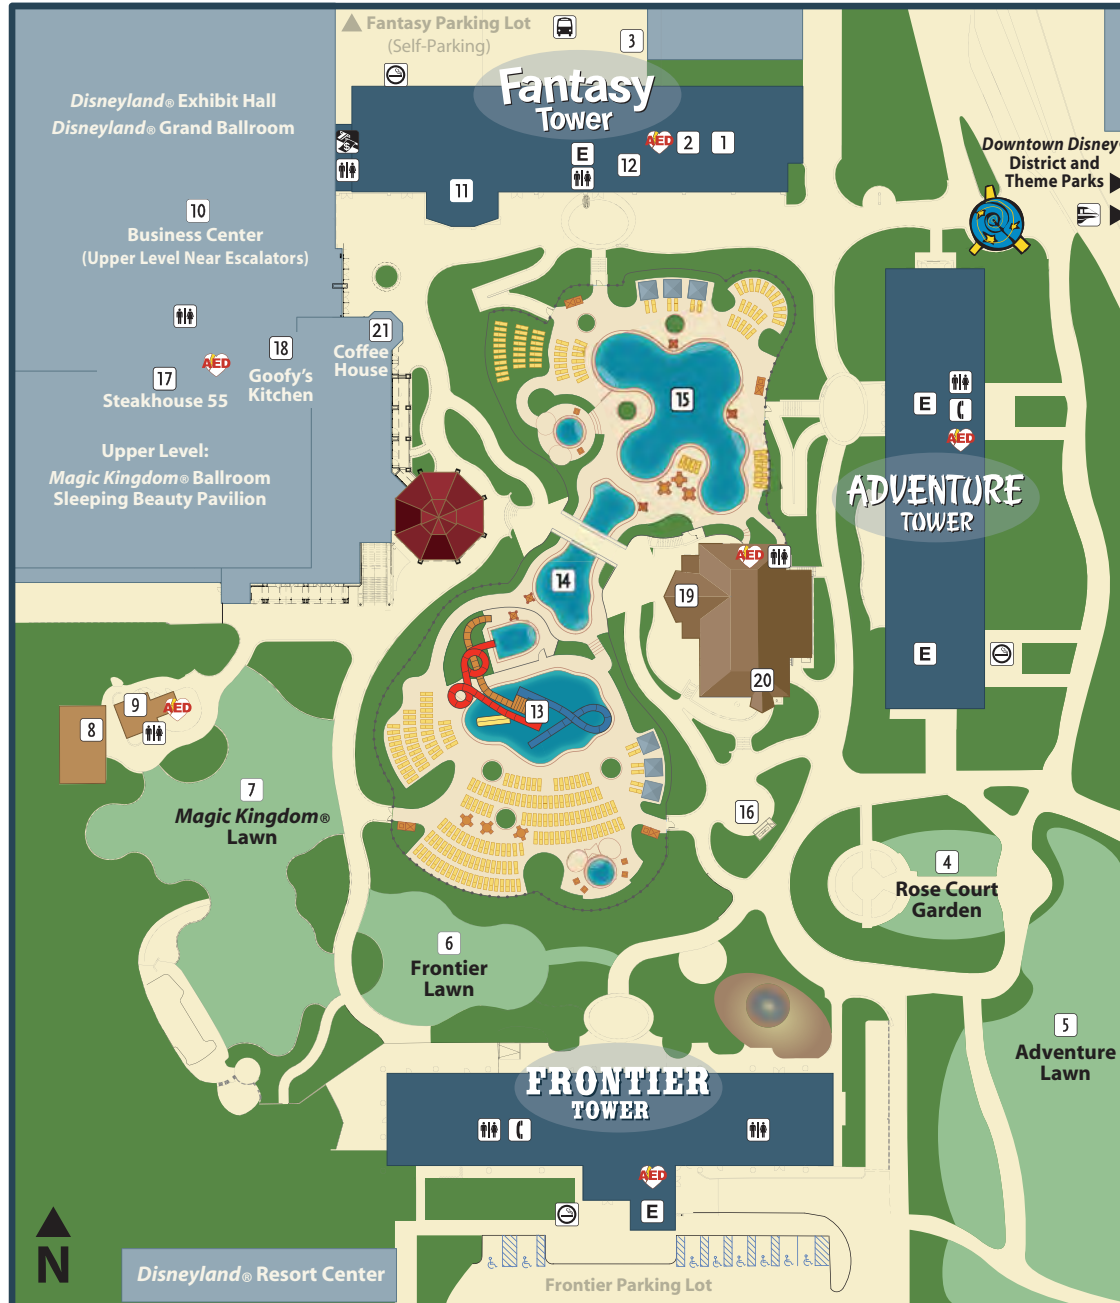 Fantasy Parking Lot
(Self-Parking)
3
Fantasy
Tower
Disneyland® Exhibit Hall
Disneyland® Grand Ballroom
AED
2
1
E
12
11
Downtown Disney
District and
Theme Parks
10
Business Center
(Upper Level Near Escalators)
21
Coffee
House
18
Goofy's
Kitchen
AED
17
Steakhouse 55
15
E
AED
Upper Level:
Magic Kingdom® Ballroom
Sleeping Beauty Pavilion
ADVENTURE
TOWER
AED
14
19
20
E
9
AED
8
13
7
Magic Kingdom®
Lawn
16
4
Rose Court
Garden
6
Frontier
Lawn
5
Adventure
Lawn
FRONTIER
TOWER
AED
E
N
Disneyland® Resort Center
Frontier Parking Lot